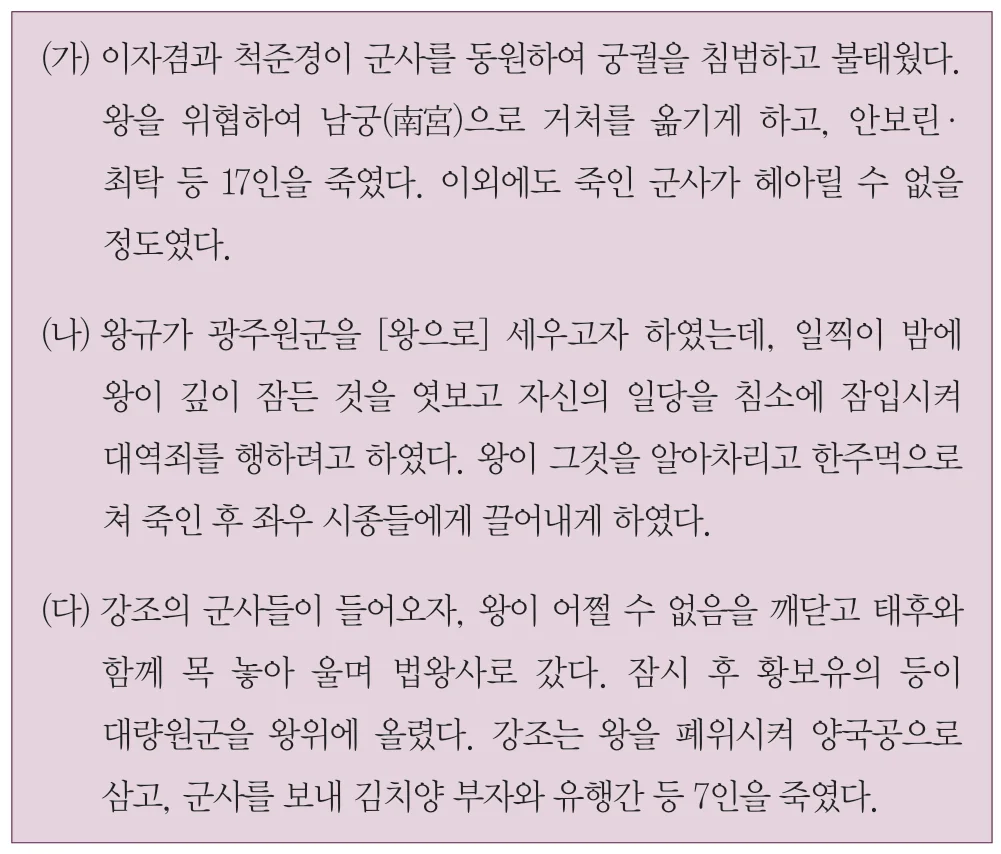 (가) 이자겸과 척준경이 군사를 동원하여 궁궐을 침범하고 불태웠다.
왕을 위협하여 남궁(南宮)으로 거처를 옮기게 하고, 안보린·
최탁 등 17인을 죽였다. 이외에도 죽인 군사가 헤아릴 수 없을
정도였다.
(나) 왕규가 광주원군을 [왕으로] 세우고자 하였는데, 일찍이 밤에
왕이 깊이 잠든 것을 엿보고 자신의 일당을 침소에 잠입시켜
대역죄를 행하려고 하였다. 왕이 그것을 알아차리고 한주먹으로
쳐 죽인 후 좌우 시종들에게 끌어내게 하였다.
(다) 강조의 군사들이 들어오자, 왕이 어쩔 수 없음을 깨닫고 태후와
함께 목 놓아 울며 법왕사로 갔다. 잠시 후 황보유의 등이
대량원군을 왕위에 올렸다. 강조는 왕을 폐위시켜 양국공으로
삼고, 군사를 보내 김치양 부자와 유행간 등 7인을 죽였다.